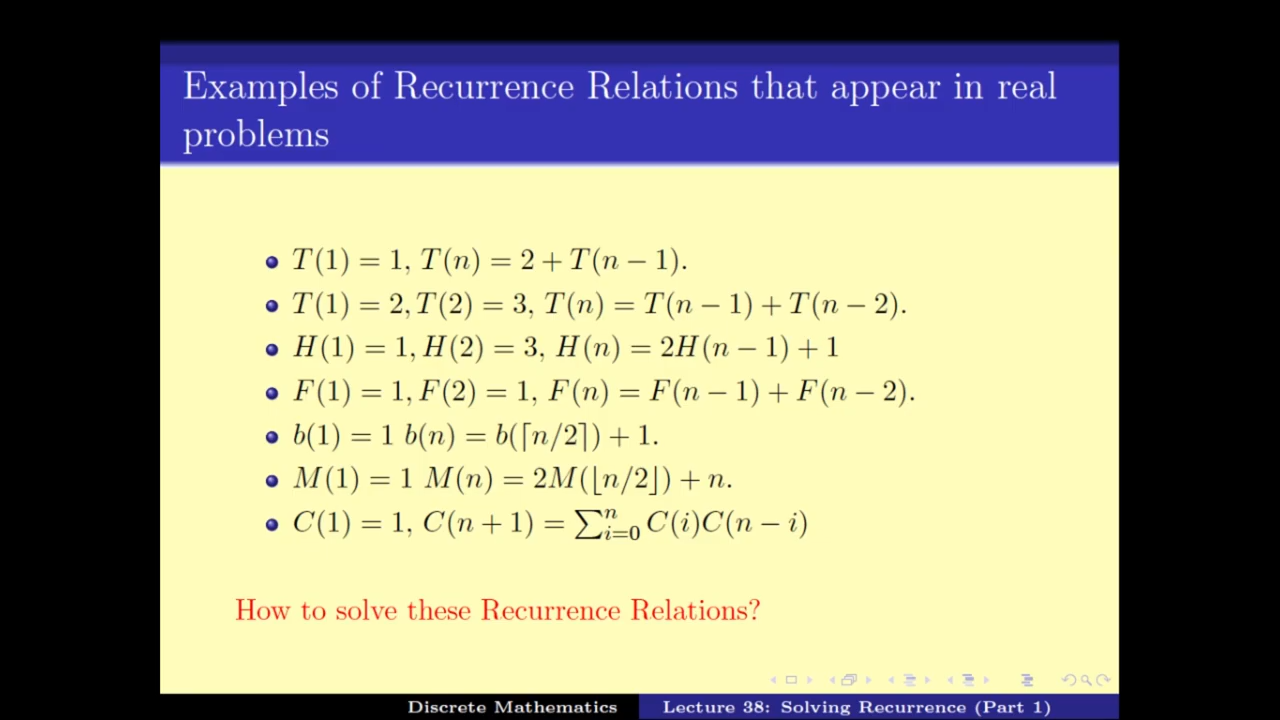 Examples of Recurrence Relations that appear in real
problems
T(1) = 1, T(n) = 2 + T(n − 1).
T(1) = 2, T(2) = 3, T(n) = T(n − 1) + T(n − 2).
H(1) = 1, H(2) = 3, H(n) = 2H(n − 1) + 1
F(1) = 1, F(2) = 1, F(n) = F(n − 1) + F(n − 2).
b(1) = 1 b(n) = b(⌈n/2⌉) + 1.
M(1) = 1 M(n) = 2M(⌊n/2⌋) + n.
C(1) = 1, C(n + 1) = ∑ⁿᵢ₌₀ C(i)C(n − i)
How to solve these Recurrence Relations?
Discrete Mathematics Lecture 38: Solving Recurrence (Part 1)